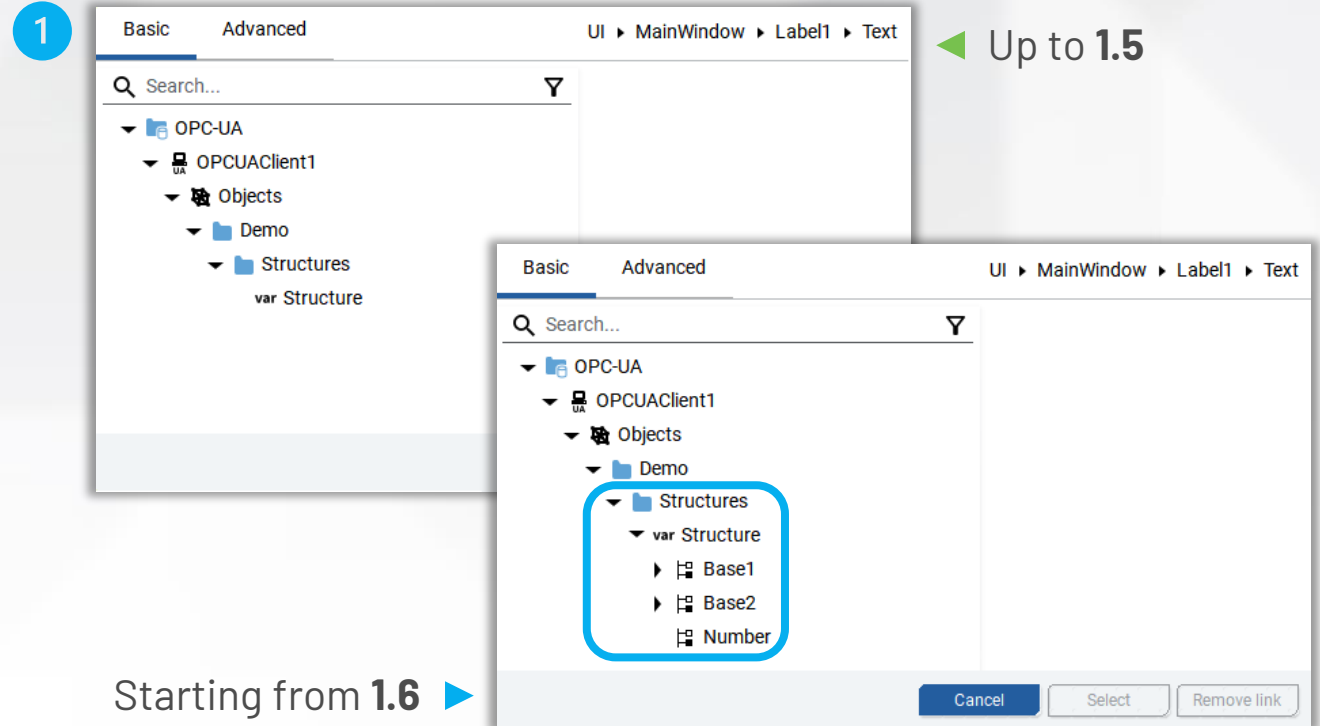 1
Basic Advanced UI ▸ MainWindow ▸ Label1 ▸ Text
Search...
OPC-UA
UA OPCUAClient1
Objects
Demo
Structures
var Structure
◀ Up to 1.5
Basic Advanced UI ▸ MainWindow ▸ Label1 ▸ Text
Search...
OPC-UA
UA OPCUAClient1
Objects
Demo
Structures
var Structure
Base1
Base2
Number
Cancel Select Remove link
Starting from 1.6 ▶